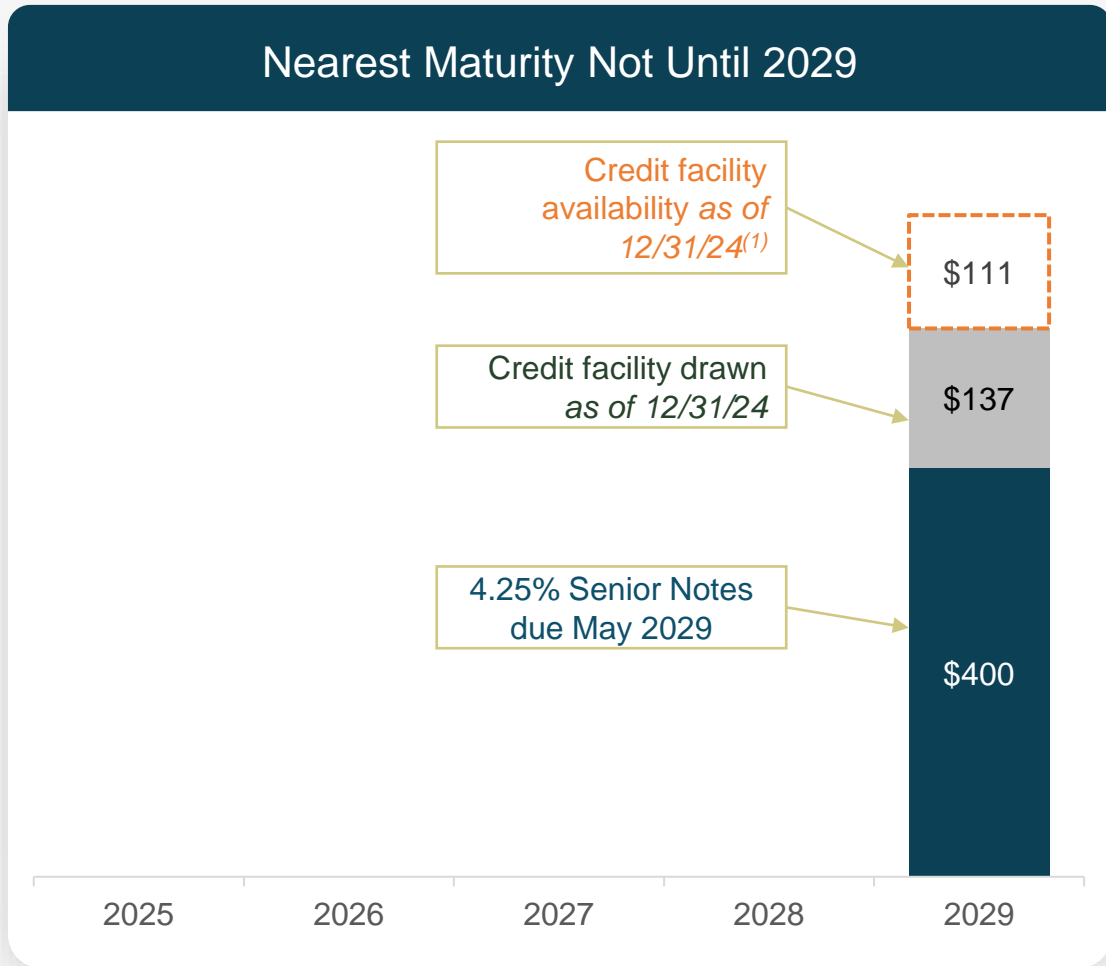 Nearest Maturity Not Until 2029
Credit facility
availability as of
12/31/24(1)
$111
Credit facility drawn
as of 12/31/24
$137
4.25% Senior Notes
due May 2029
$400
2025 2026 2027 2028 2029